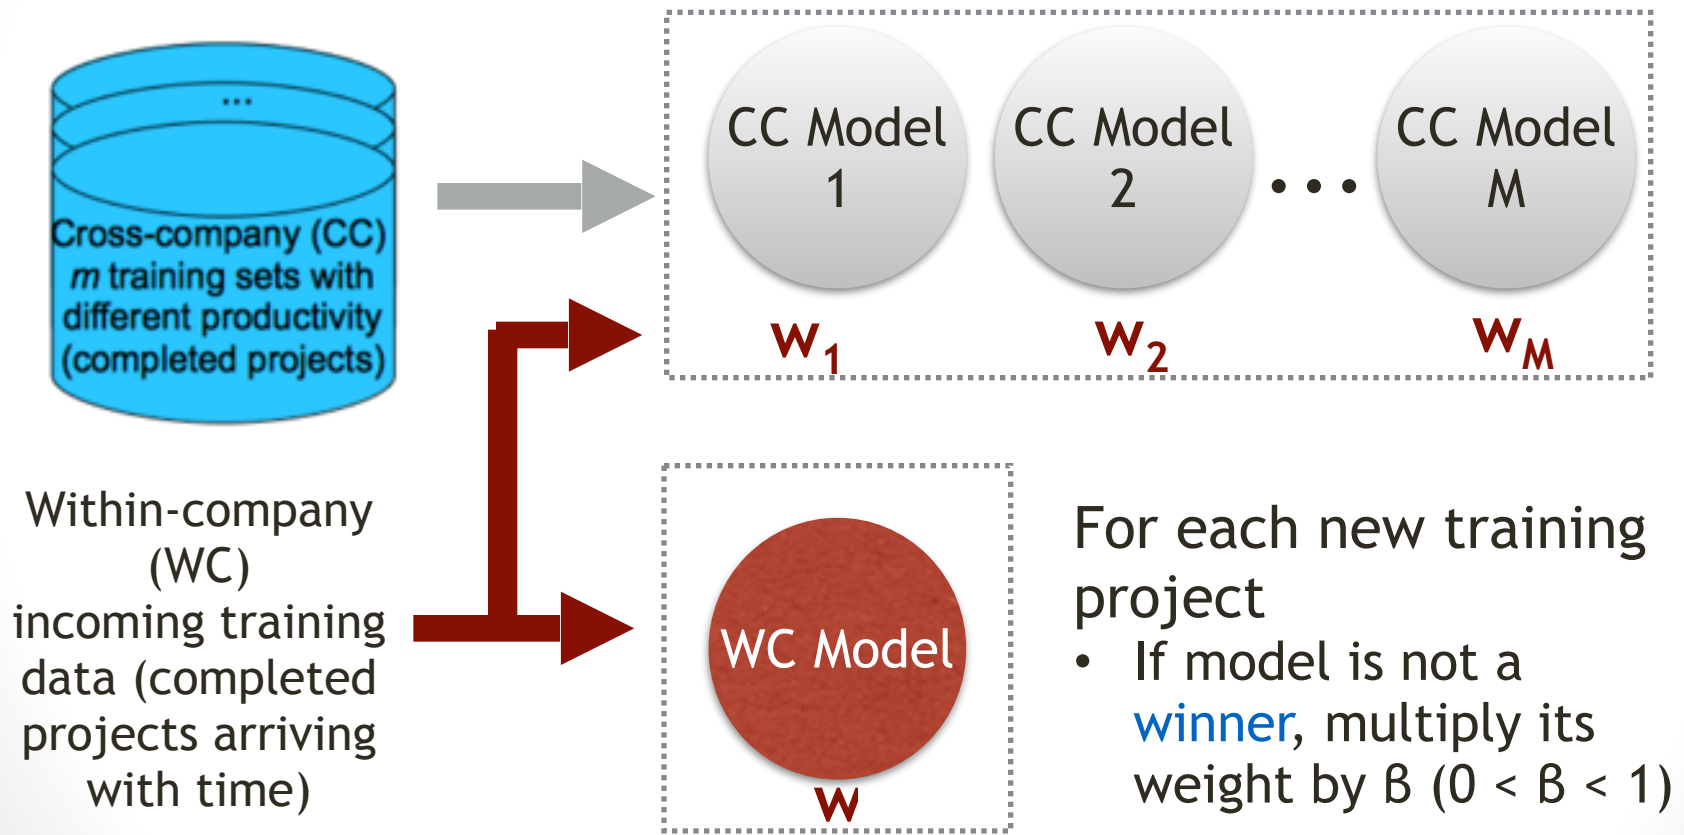 ...
Cross-company (CC)
m training sets with
different productivity
(completed projects)
CC Model
1
CC Model
2
...
CC Model
M
w1
w2
wM
Within-company
(WC)
incoming training
data (completed
projects arriving
with time)
WC Model
w
For each new training
project
• If model is not a
winner, multiply its
weight by β (0 < β < 1)